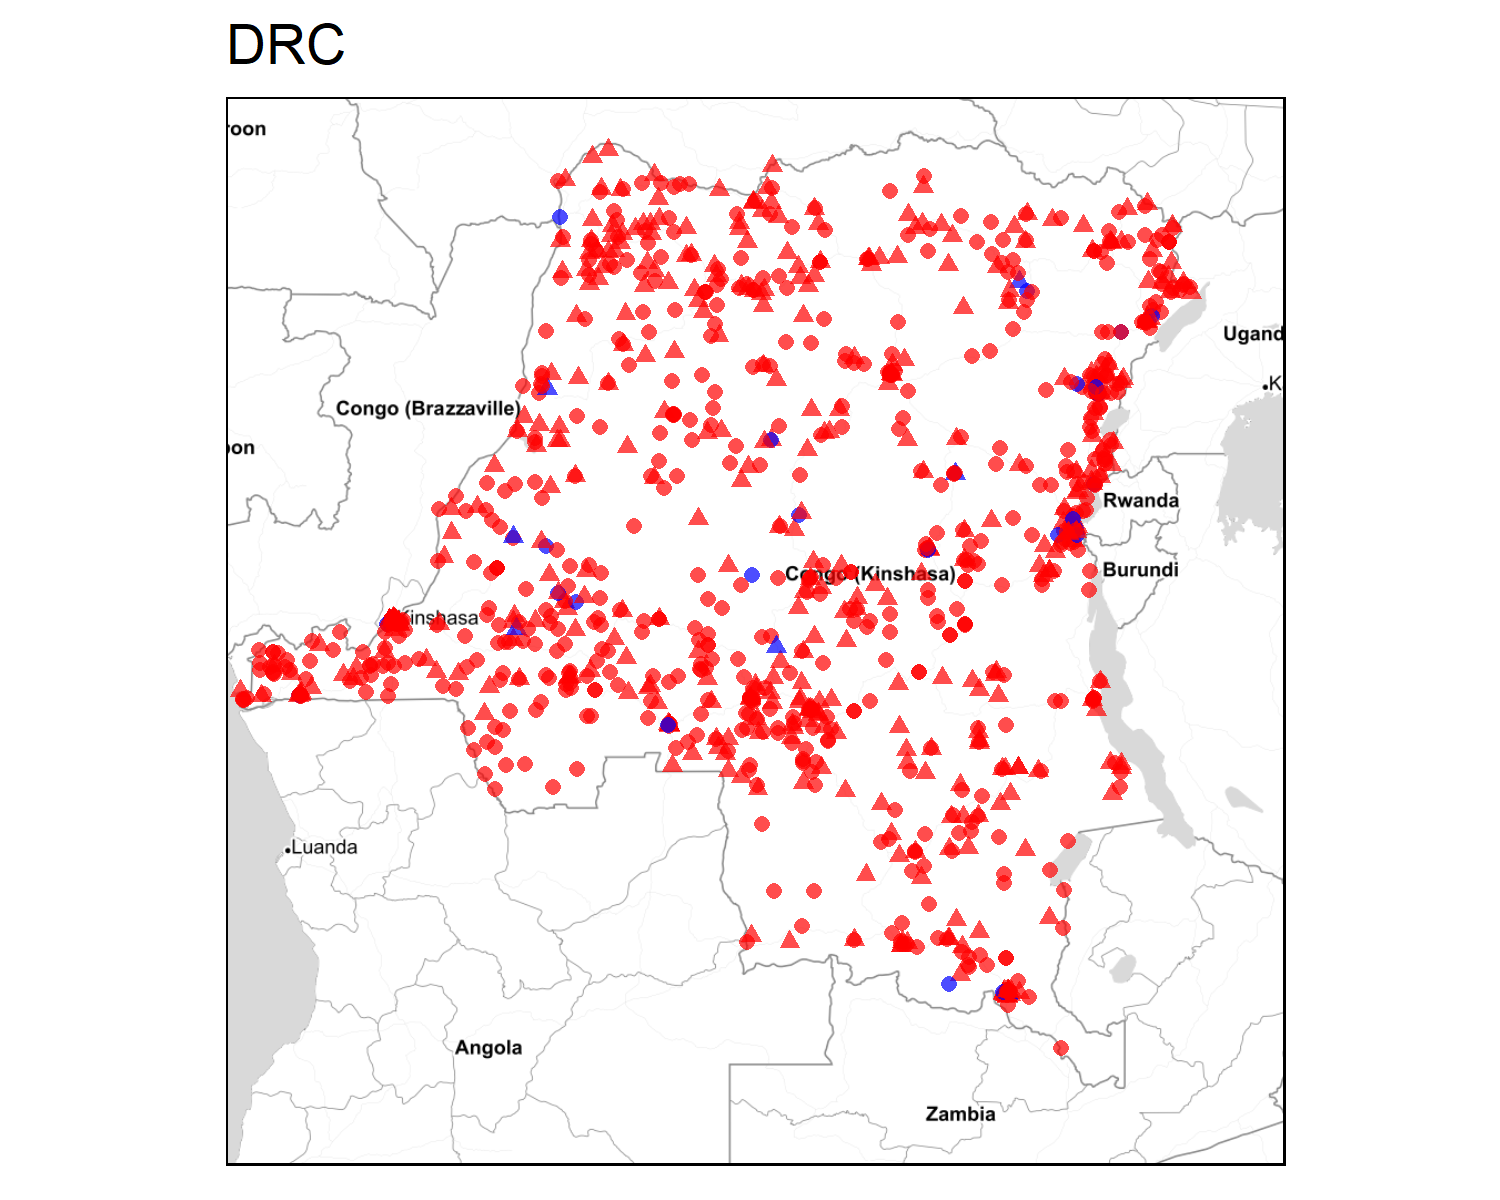 DRC
roon
Ugand
K
Congo (Brazzaville)
on
Rwanda
Congo (Kinshasa)
Burundi
Kinshasa
Luanda
Angola
Zambia